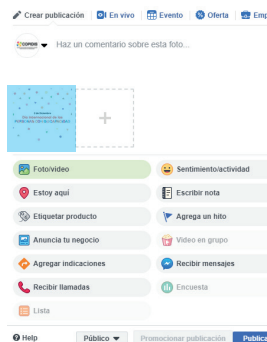 Crear publicación En vivo Evento Oferta Emp
Haz un comentario sobre esta foto...
Foto/video Sentimiento/actividad
Estoy aquí Escribir nota
Etiquetar producto Agrega un hito
Anuncia tu negocio Video en grupo
Agregar indicaciones Recibir mensajes
Recibir llamadas Encuesta
Lista
Help Público Promocionar publicación Publica